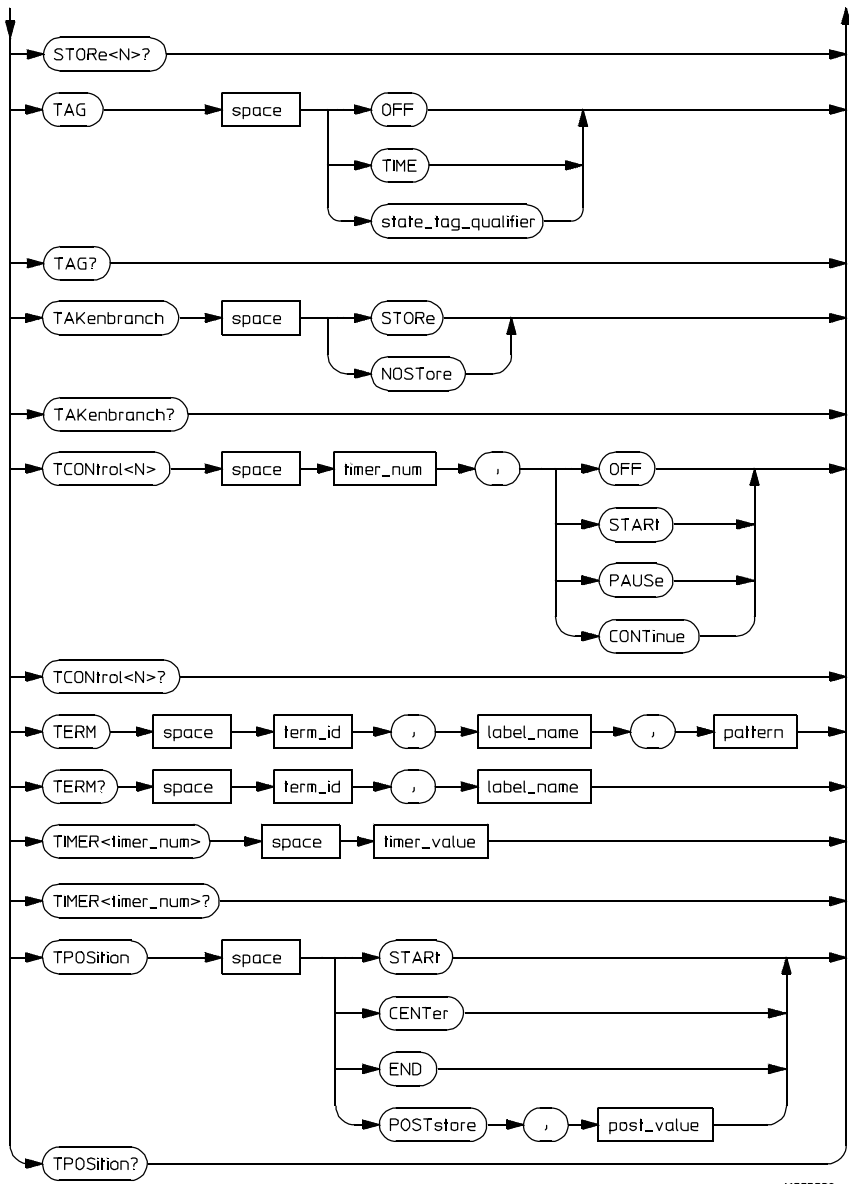 STORe<N>?
TAG space OFF
TIME
state_tag_qualifier
TAG?
TAKenbranch space STORe
NOSTore
TAKenbranch?
TCONtrol<N> space timer_num , OFF
STARt
PAUSe
CONTinue
TCONtrol<N>?
TERM space term_id , label_name , pattern
TERM? space term_id , label_name
TIMER<timer_num> space timer_value
TIMER<timer_num>?
TPOSition space STARt
CENTer
END
POSTstore , post_value
TPOSition?